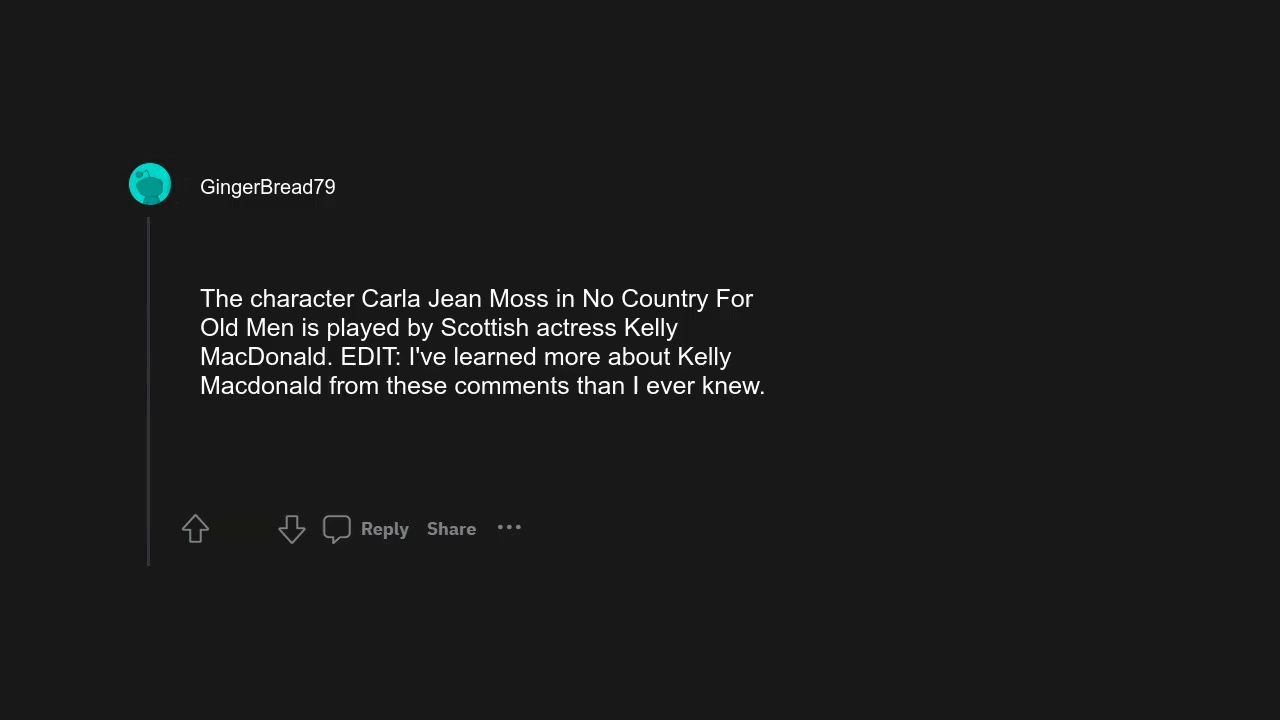 GingerBread79
The character Carla Jean Moss in No Country For
Old Men is played by Scottish actress Kelly
MacDonald. EDIT: I've learned more about Kelly
Macdonald from these comments than I ever knew.
Reply Share